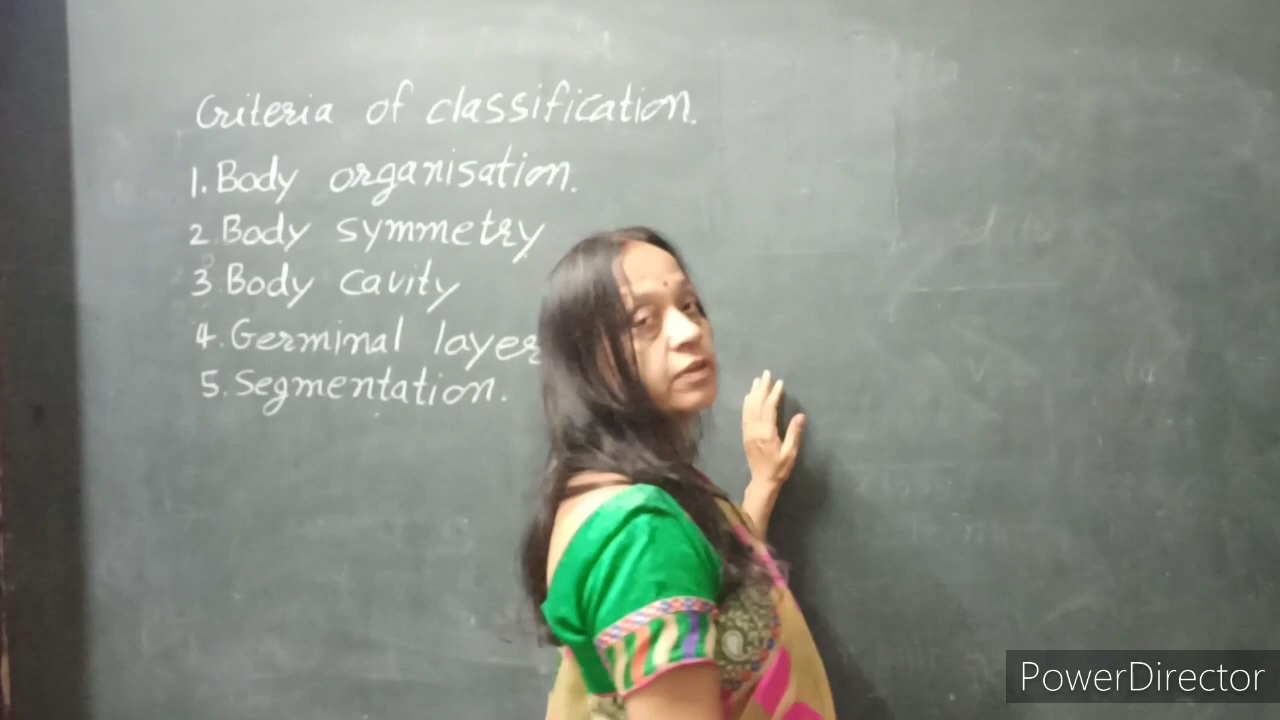 Criteria of classification.
1. Body organisation.
2. Body symmetry
3. Body cavity
4. Germinal layer
5. Segmentation.
PowerDirector